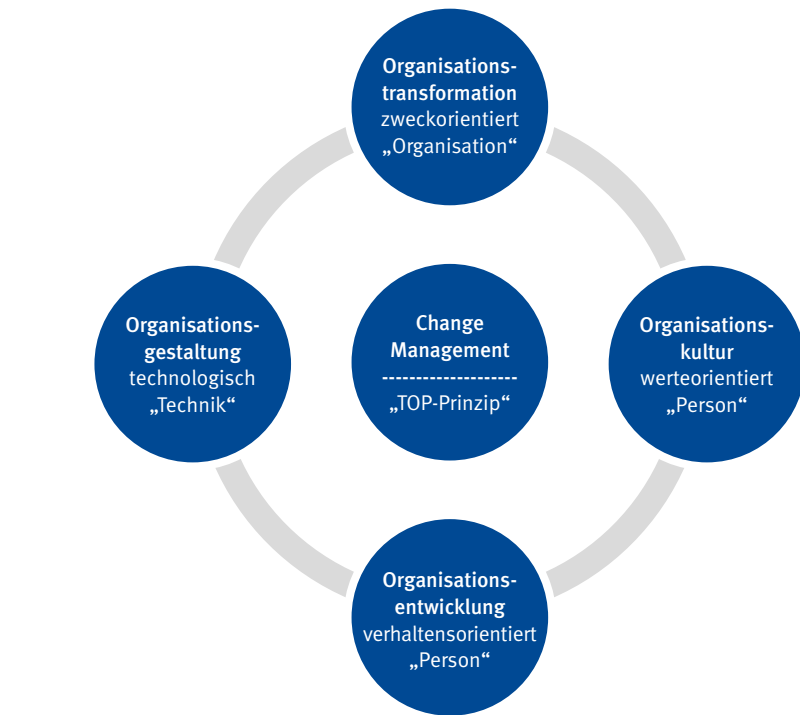 Organisations-
transformation
zweckorientiert
„Organisation“
Organisations-
gestaltung
technologisch
„Technik“
Change
Management
--------------------
„TOP-Prinzip“
Organisations-
kultur
werteorientiert
„Person“
Organisations-
entwicklung
verhaltensorientiert
„Person“